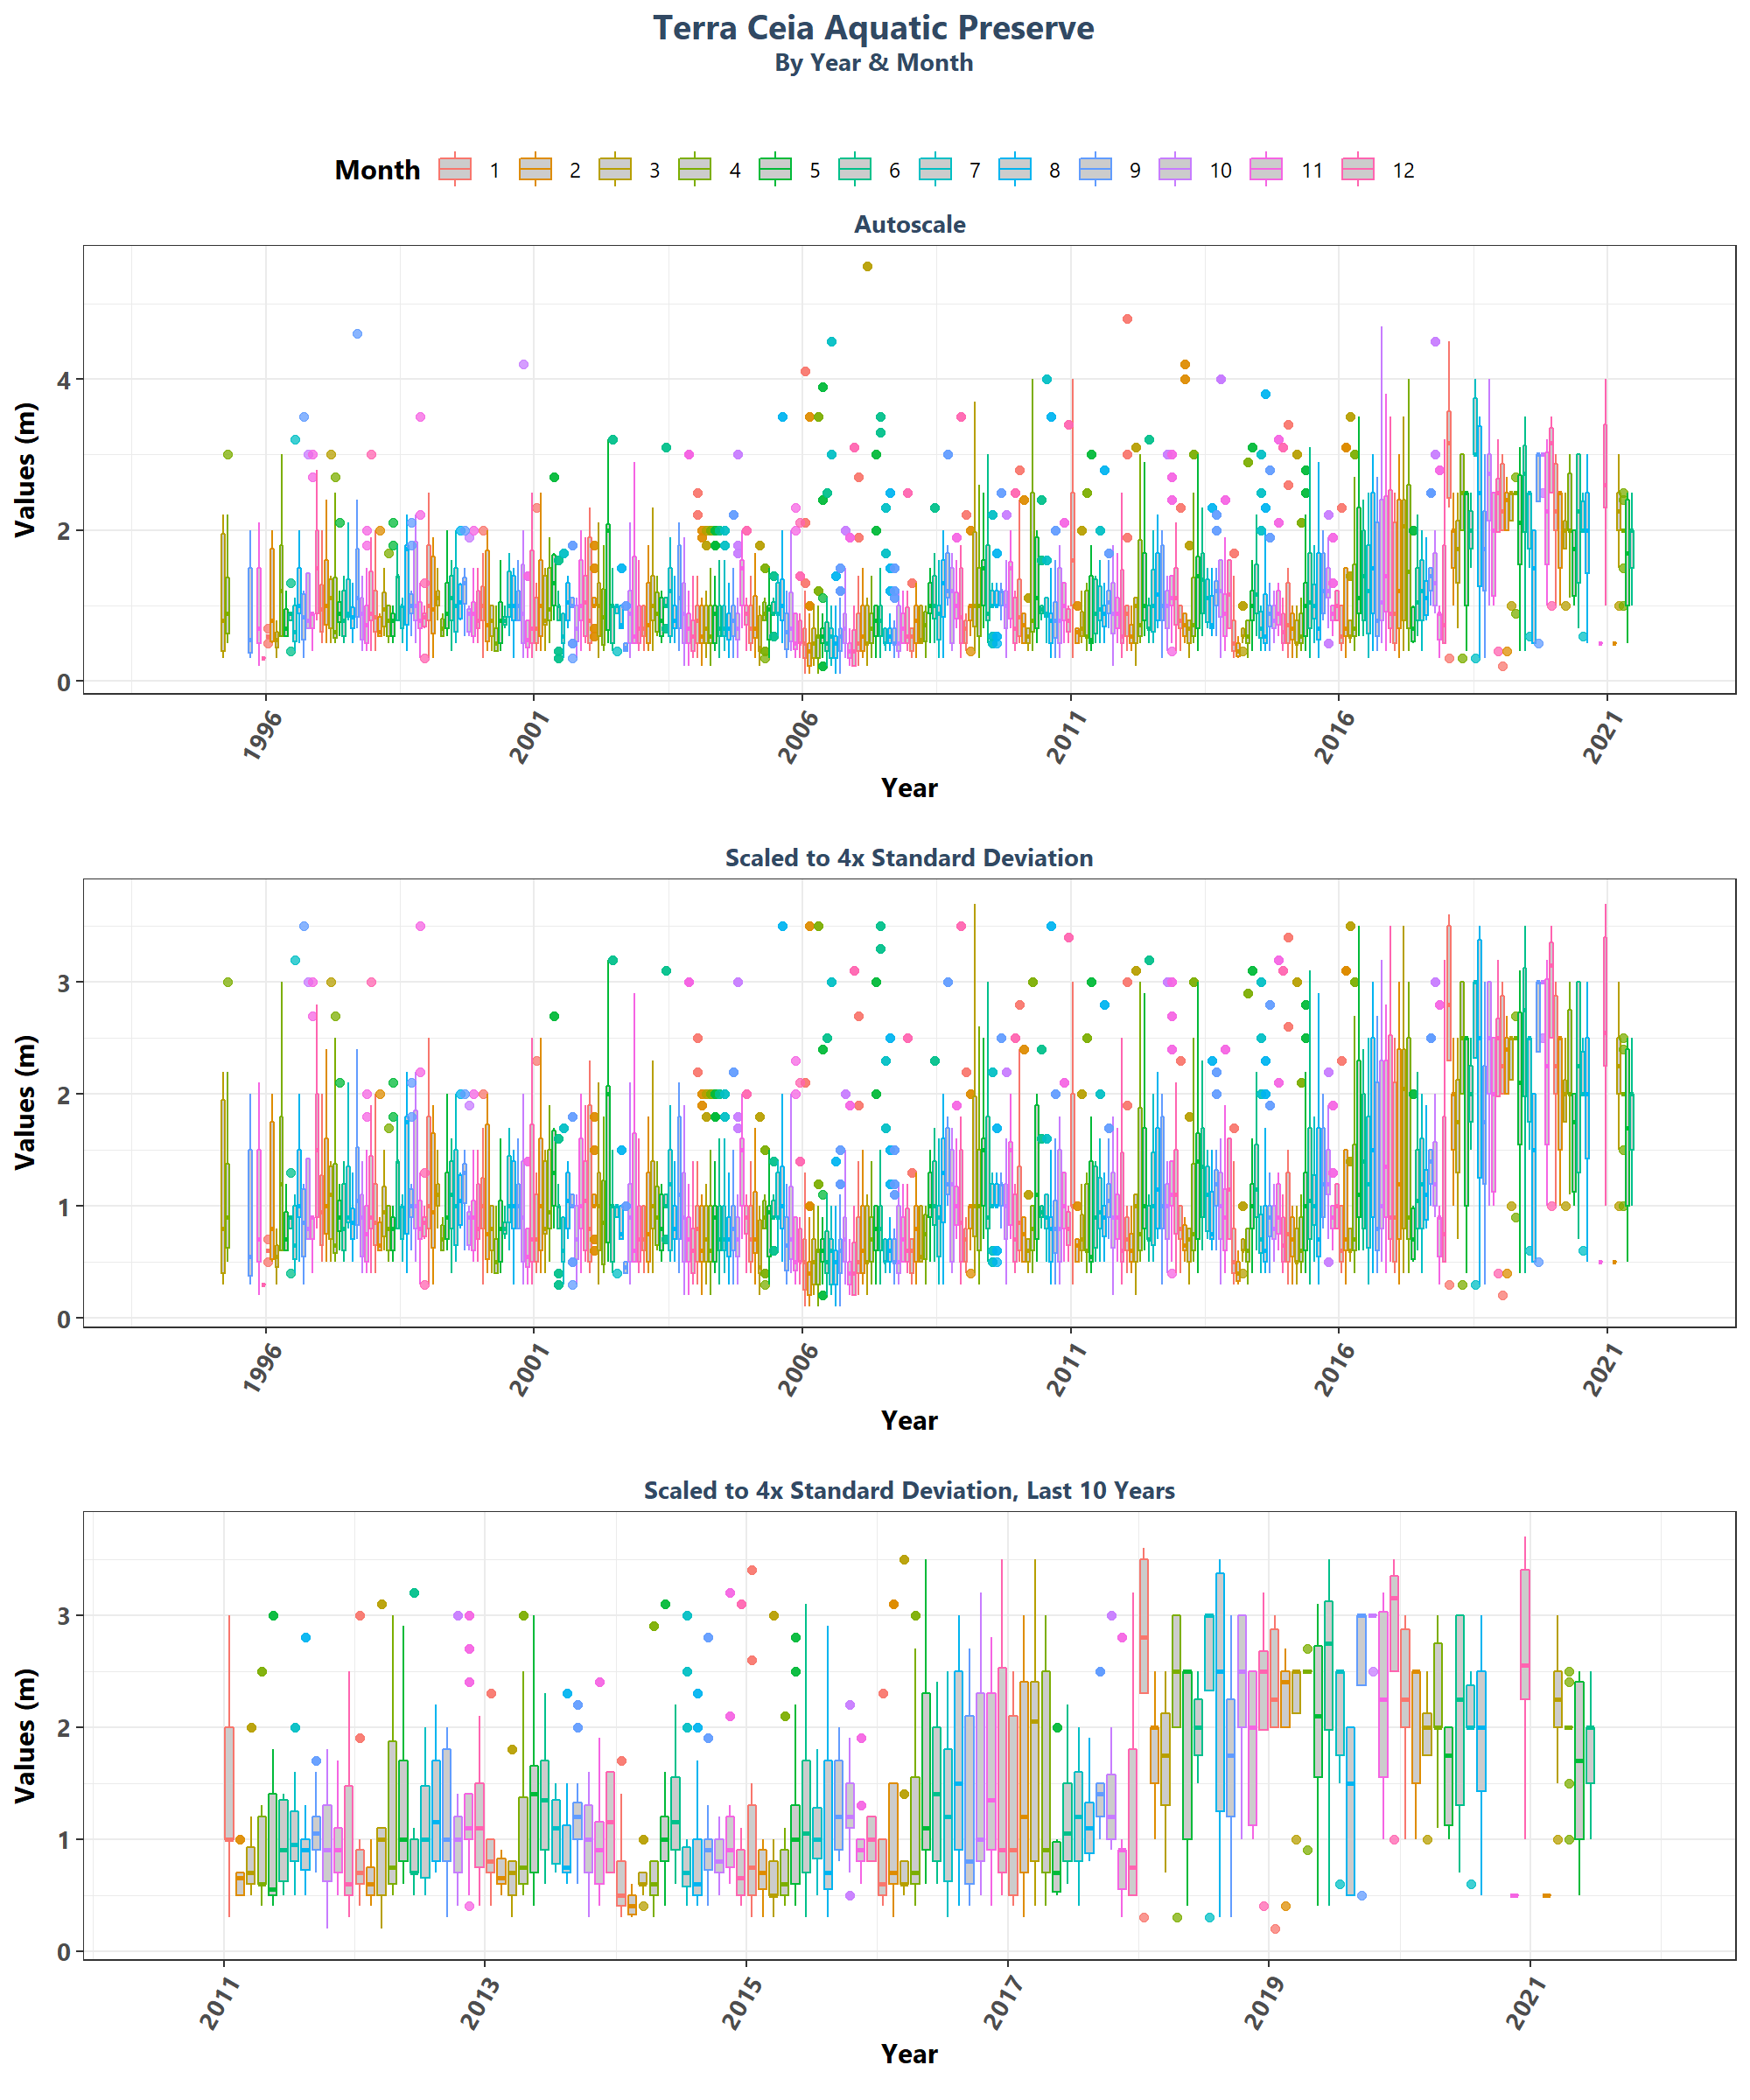 Terra Ceia Aquatic Preserve
By Year & Month
Month 1 2 3 4 5 6 7 8 9 10 11 12
Autoscale
Values (m)
4
2
0
1996 2001 2006 2011 2016 2021
Year
Scaled to 4x Standard Deviation
Values (m)
3
2
1
0
1996 2001 2006 2011 2016 2021
Year
Scaled to 4x Standard Deviation, Last 10 Years
Values (m)
3
2
1
0
2011 2013 2015 2017 2019 2021
Year